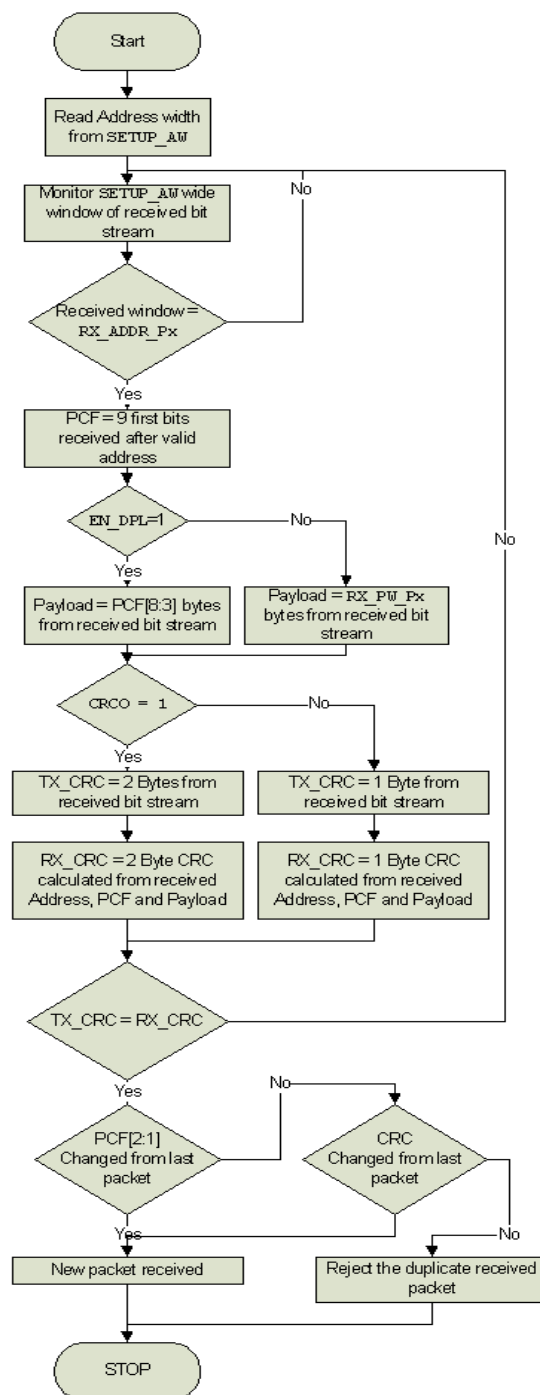 Start
Read Address width
from SETUP_AW
No
Monitor SETUP_AW wide
window of received bit
stream
Received window =
RX_ADDR_Px
Yes
PCF = 9 first bits
received after valid
address
EN_DPL=1
No
No
Yes
Payload = PCF[8:3] bytes
from received bit stream
Payload = RX_PW_Px
bytes from received bit
stream
CRCO = 1
No
Yes
TX_CRC = 2 Bytes from
received bit stream
TX_CRC = 1 Byte from
received bit stream
RX_CRC = 2 Byte CRC
calculated from received
Address, PCF and Payload
RX_CRC = 1 Byte CRC
calculated from received
Address, PCF and Payload
TX_CRC = RX_CRC
Yes
No
PCF[2:1]
Changed from last
packet
CRC
Changed from last
packet
Yes
No
New packet received
Reject the duplicate received
packet
STOP